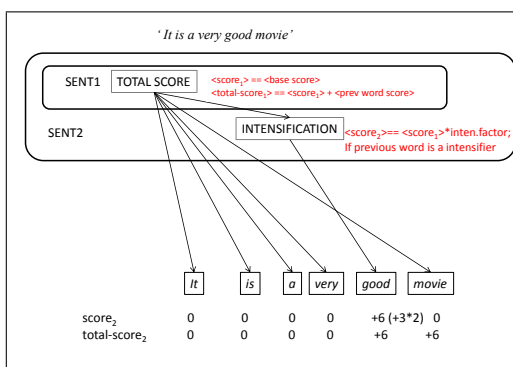 ‘ It is a very good movie’
SENT1 TOTAL SCORE <score₁> == <base score>
<total-score₁> == <score₁> + <prev word score>
SENT2 INTENSIFICATION <score₂>== <score₁>*inten.factor;
If previous word is a intensifier
It is a very good movie
score₂ 0 0 0 0 +6 (+3*2) 0
total-score₂ 0 0 0 0 +6 +6